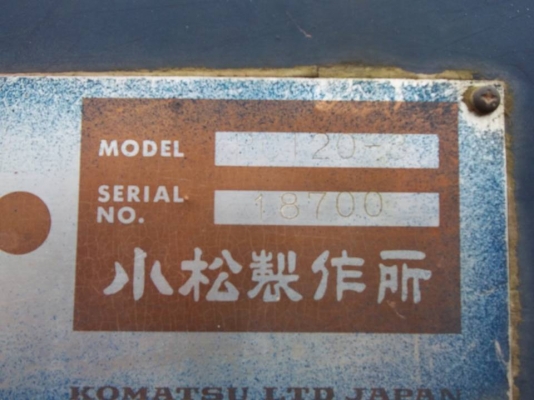 MODEL 120-
SERIAL NO. 18700
小松製作所
KOMATSU LTD JAPAN